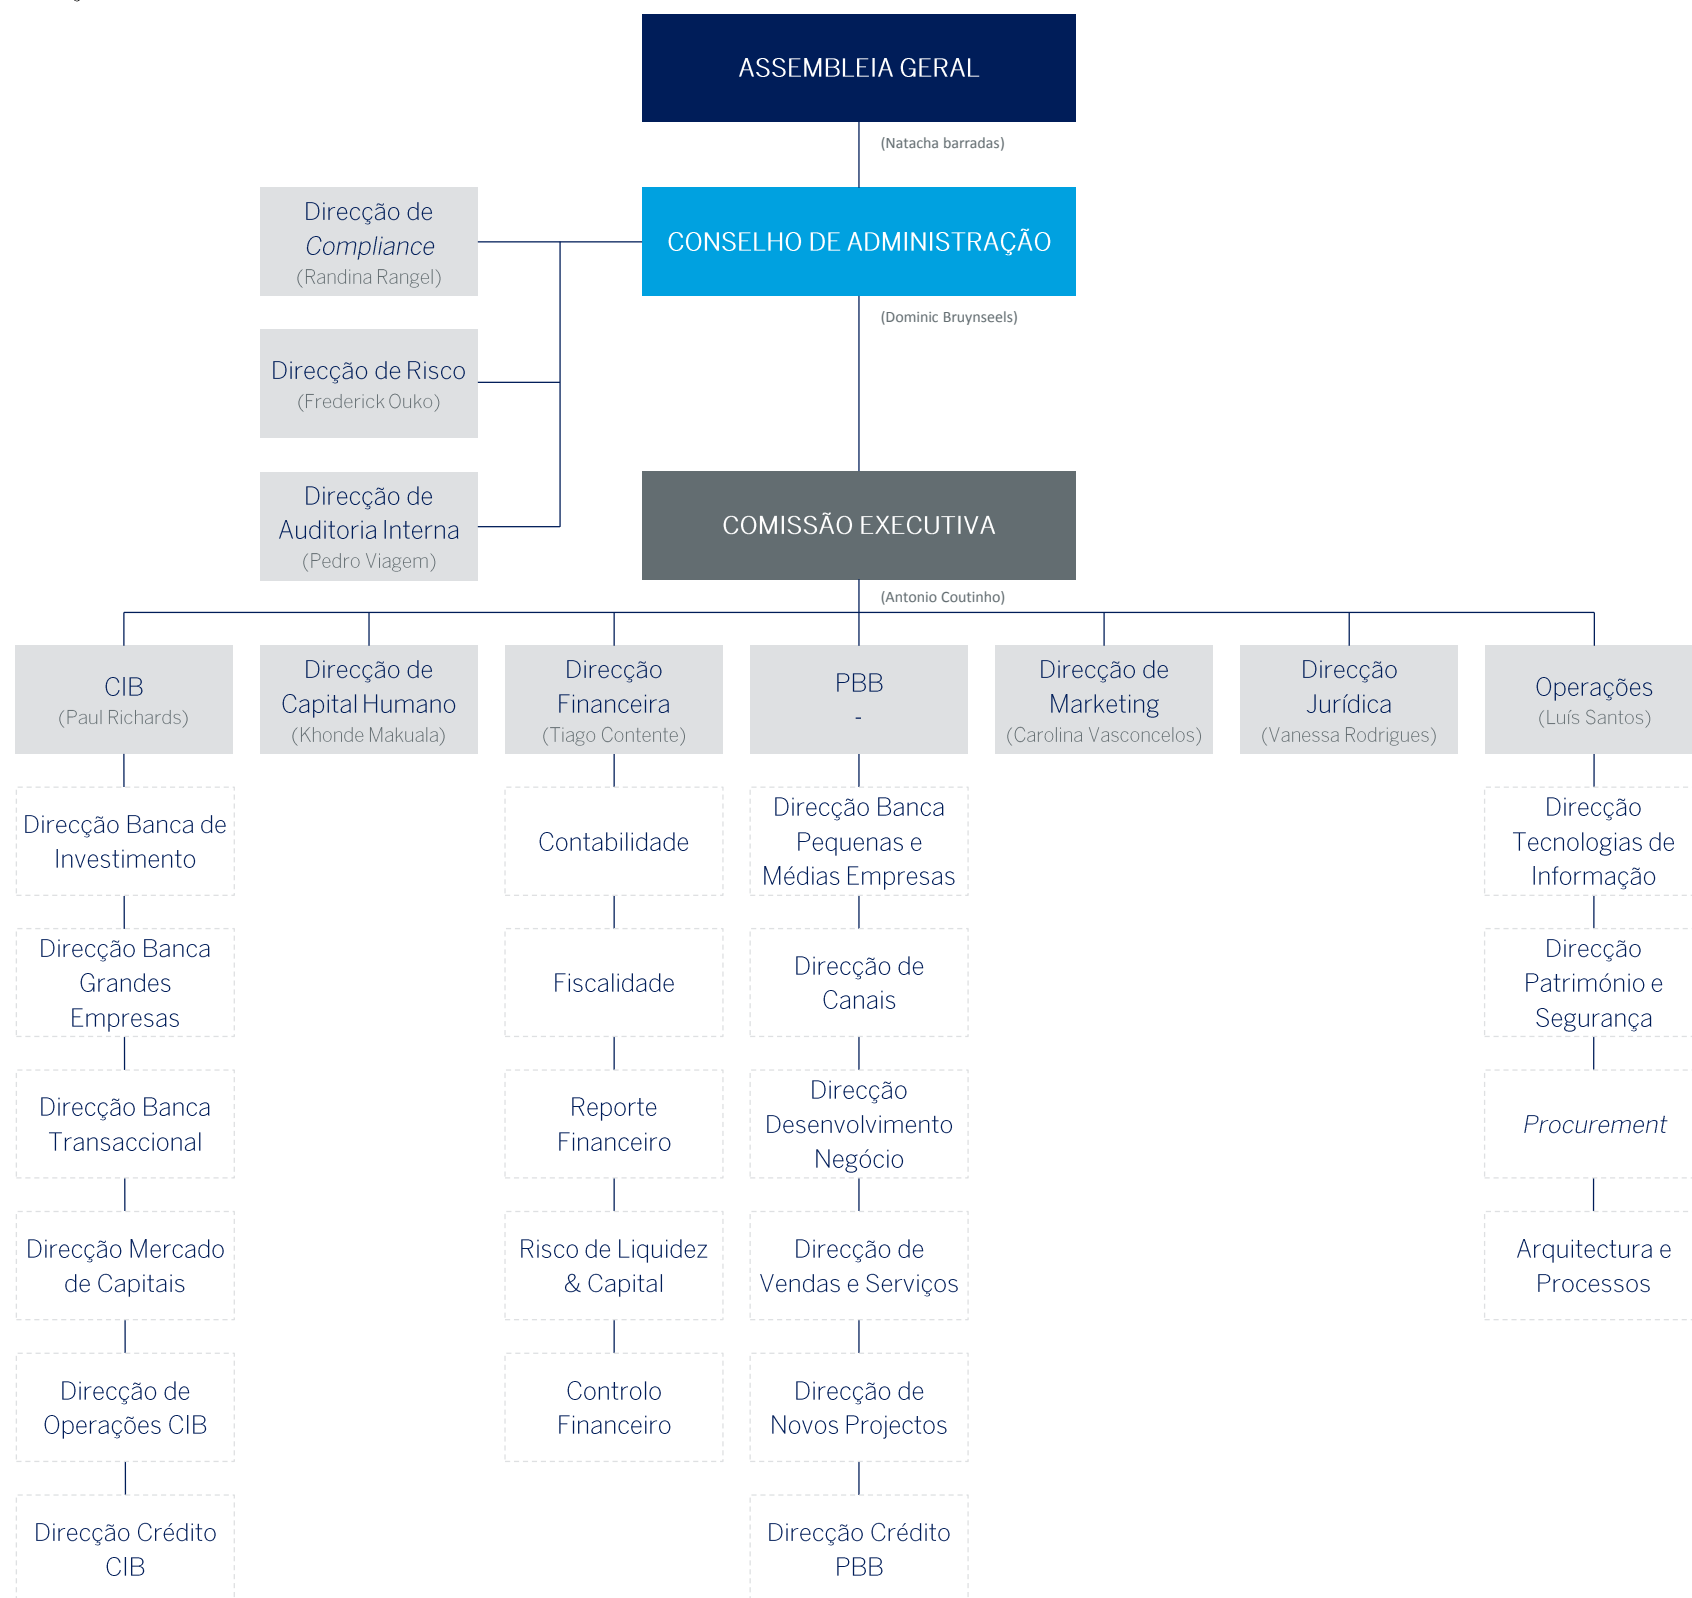 ASSEMBLEIA GERAL
(Natacha barradas)
Direcção de
Compliance
(Randina Rangel)
CONSELHO DE ADMINISTRAÇÃO
(Dominic Bruynseels)
Direcção de Risco
(Frederick Ouko)
Direcção de
Auditoria Interna
(Pedro Viagem)
COMISSÃO EXECUTIVA
(Antonio Coutinho)
CIB
(Paul Richards)
Direcção de
Capital Humano
(Khonde Makuala)
Direcção
Financeira
(Tiago Contente)
PBB
-
Direcção de
Marketing
(Carolina Vasconcelos)
Direcção
Jurídica
(Vanessa Rodrigues)
Operações
(Luís Santos)
Direcção Banca de
Investimento
Contabilidade
Direcção Banca
Pequenas e
Médias Empresas
Direcção
Tecnologias de
Informação
Direcção Banca
Grandes
Empresas
Fiscalidade
Direcção de
Canais
Direcção
Património e
Segurança
Direcção Banca
Transaccional
Reporte
Financeiro
Direcção
Desenvolvimento
Negócio
Procurement
Direcção Mercado
de Capitais
Risco de Liquidez
& Capital
Direcção de
Vendas e Serviços
Arquitectura e
Processos
Direcção de
Operações CIB
Controlo
Financeiro
Direcção de
Novos Projectos
Direcção Crédito
CIB
Direcção Crédito
PBB